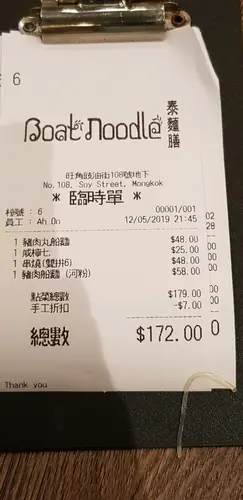 6
Boat Noodle 泰麵膳
旺角豉油街108號地下
No.108, Soy Street, Mongkok
* 臨時單 *
檯號 : 6 00001/001
員工 : Ah On 12/05/2019 21:45
1 豬肉丸船麵 $48.00
1 咸檸七 $25.00
1 串燒(雙拼6) $48.00
1 豬肉船麵 (河粉) $58.00
點菜總數 $179.00
手工折扣 -$7.00
總數 $172.00
Thank you